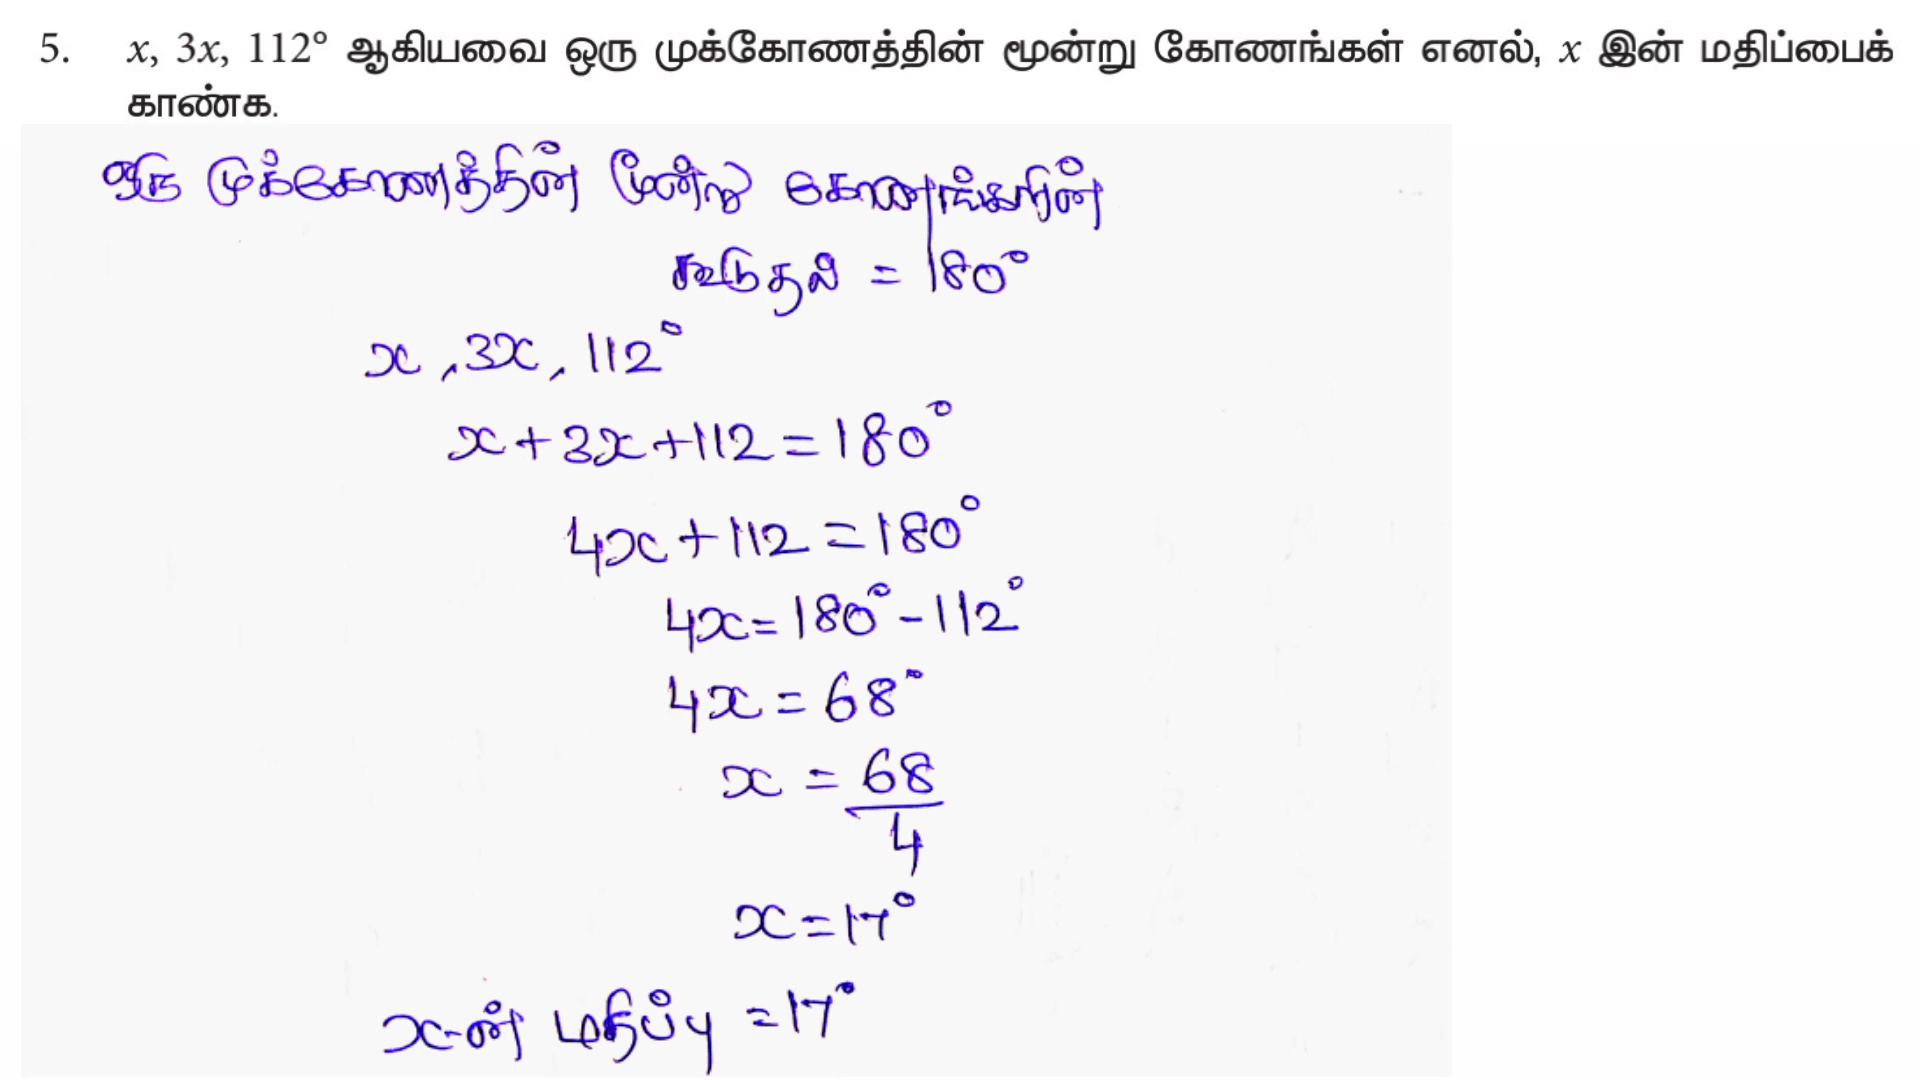 5. x, 3x, 112° ஆகியவை ஒரு முக்கோணத்தின் மூன்று கோணங்கள் எனல், x இன் மதிப்பைக்
காண்க.
ஒரு முக்கோணத்தின் மூன்று கோணங்களின்
கூடுதல் = 180°
x, 3x, 112°
x + 3x + 112 = 180°
4x + 112 = 180°
4x = 180° - 112°
4x = 68°
x = 68/4
x = 17°
x-ன் மதிப்பு = 17°